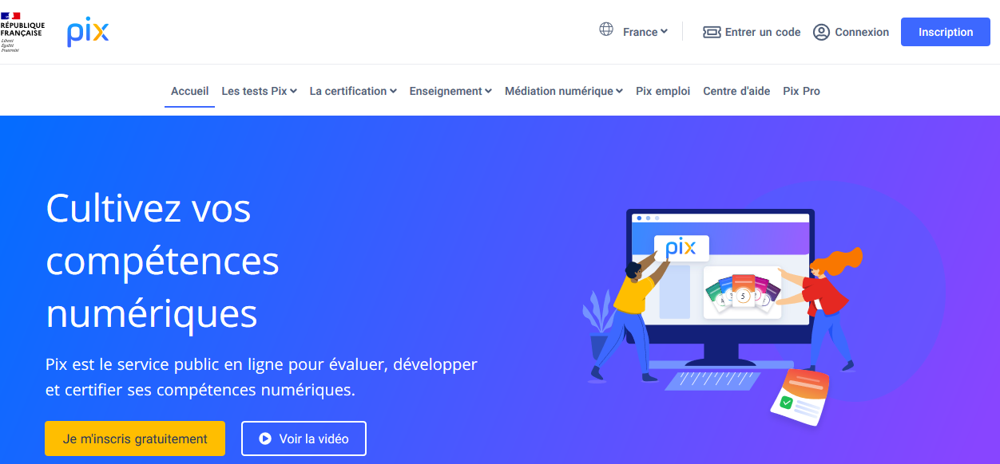 RÉPUBLIQUE
FRANÇAISE
Liberté
Égalité
Fraternité
pix
France
Entrer un code
Connexion
Inscription
Accueil
Les tests Pix
La certification
Enseignement
Médiation numérique
Pix emploi
Centre d'aide
Pix Pro
Cultivez vos
compétences
numériques
Pix est le service public en ligne pour évaluer, développer
et certifier ses compétences numériques.
Je m'inscris gratuitement
Voir la vidéo
pix
5